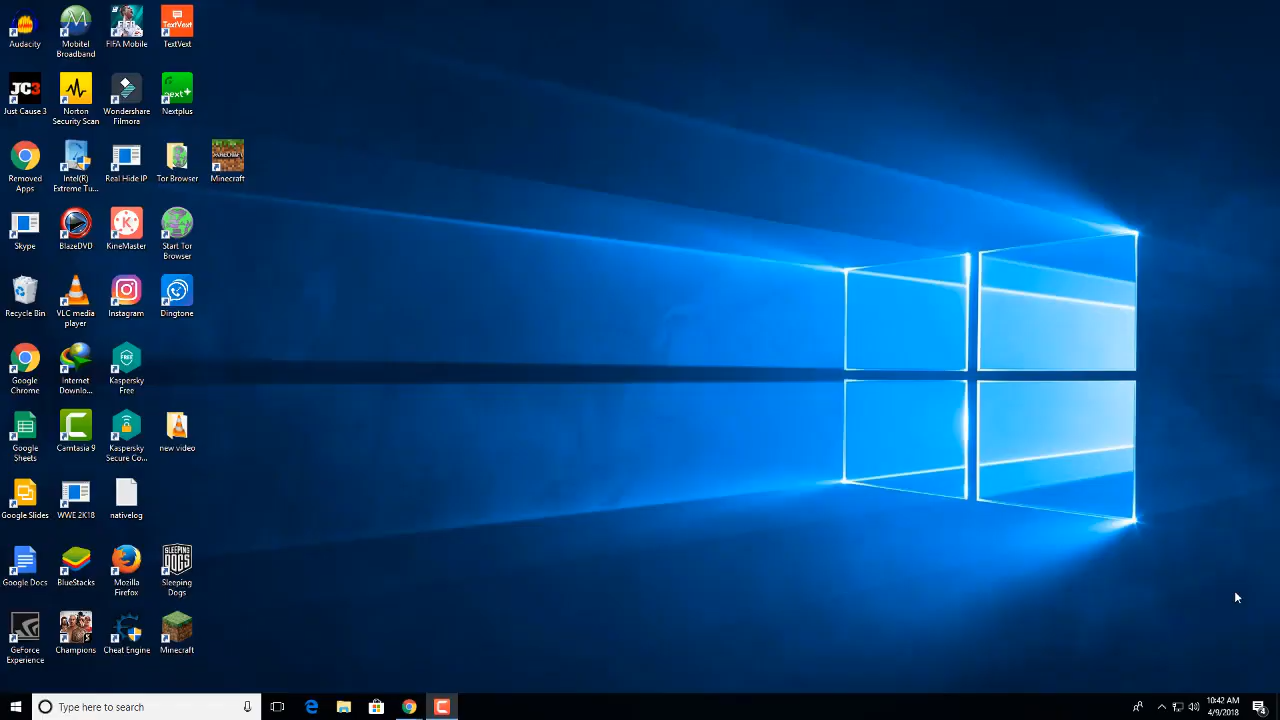 Audacity
Mobitel
Broadband
FIFA Mobile
TextVext
Just Cause 3
Norton
Security Scan
Wondershare
Filmora
Nextplus
Removed
Apps
Intel(R)
Extreme Tu...
Real Hide IP
Tor Browser
Minecraft
Skype
BlazeDVD
KineMaster
Start Tor
Browser
Recycle Bin
VLC media
player
Instagram
Dingtone
Google
Chrome
Internet
Downlo...
Kaspersky
Free
Google
Sheets
Camtasia 9
Kaspersky
Secure Co...
new video
Google Slides
WWE 2K18
nativelog
Google Docs
BlueStacks
Mozilla
Firefox
Sleeping
Dogs
GeForce
Experience
Champions
Cheat Engine
Minecraft
Type here to search
10:42 AM
4/9/2018